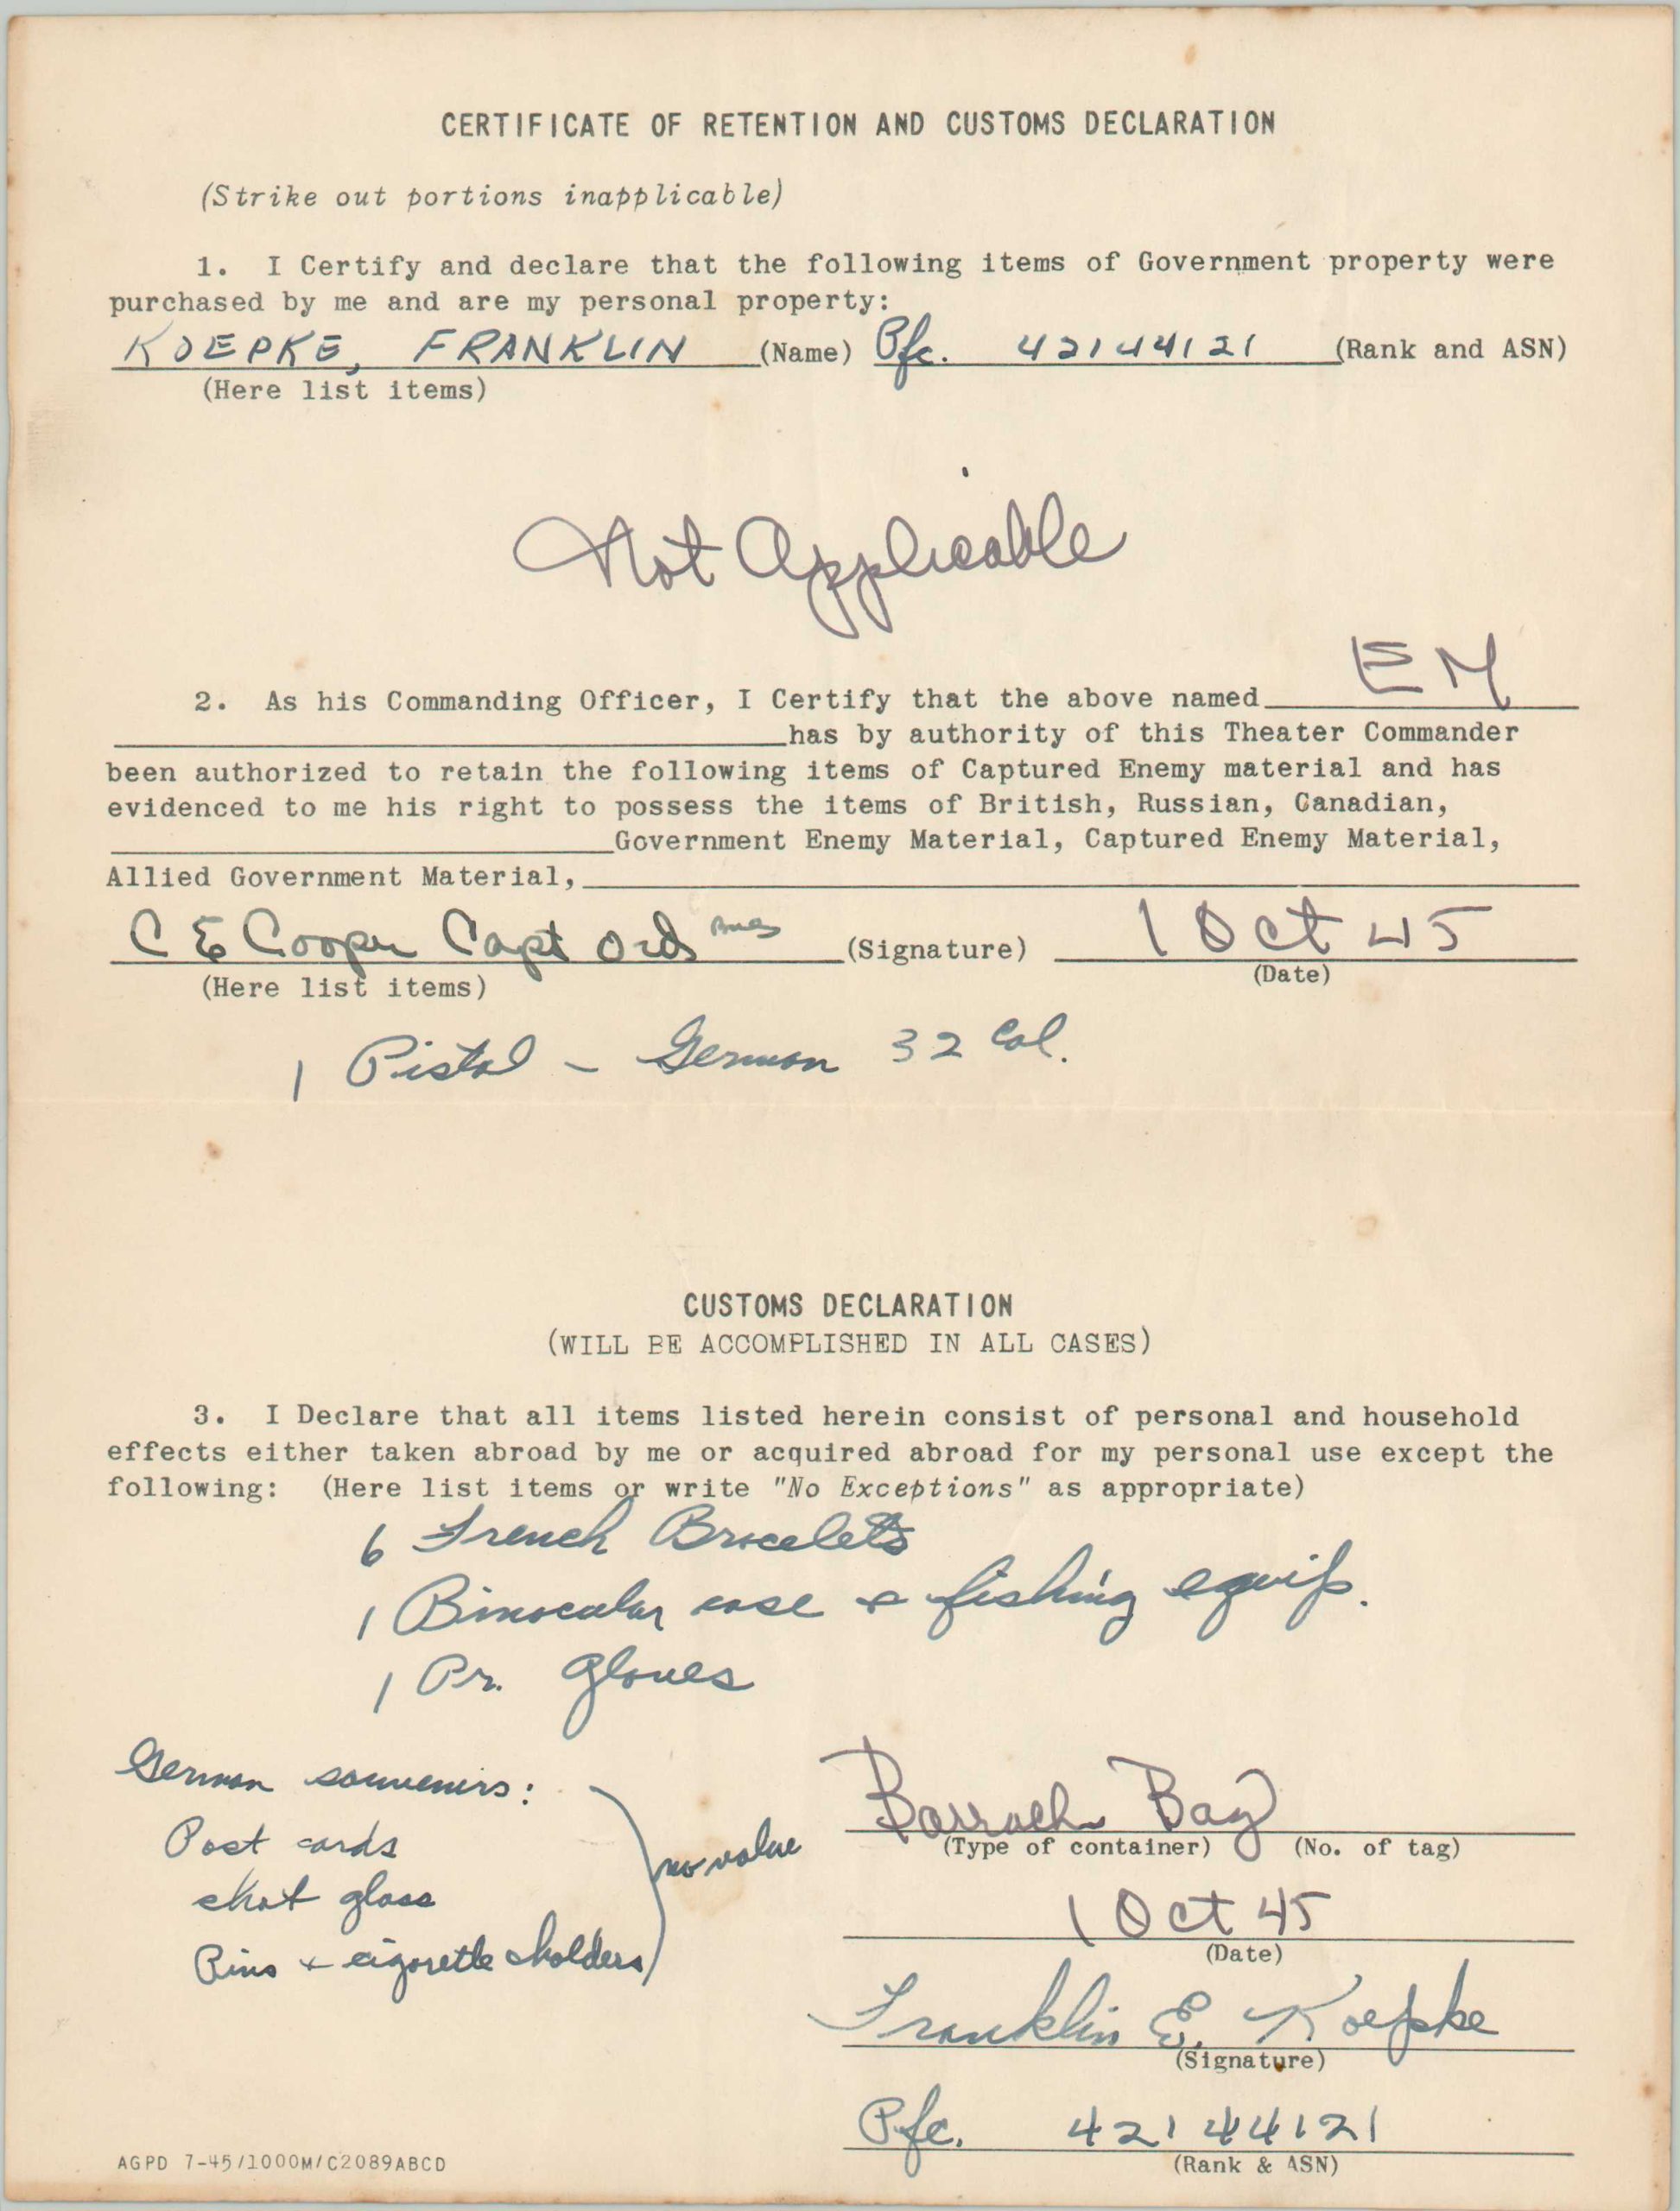 CERTIFICATE OF RETENTION AND CUSTOMS DECLARATION
(Strike out portions inapplicable)
1. I Certify and declare that the following items of Government property were
purchased by me and are my personal property:
KOEPKE, FRANKLIN (Name) Pfc. 42144121 (Rank and ASN)
(Here list items)
Not Applicable
2. As his Commanding Officer, I Certify that the above named EM
has by authority of this Theater Commander
been authorized to retain the following items of Captured Enemy material and has
evidenced to me his right to possess the items of British, Russian, Canadian,
Government Enemy Material, Captured Enemy Material,
Allied Government Material,
C E Cooper Capt Ord (Signature) 1 Oct 45
(Date)
(Here list items)
1 Pistol - German 32 Cal.
CUSTOMS DECLARATION
(WILL BE ACCOMPLISHED IN ALL CASES)
3. I Declare that all items listed herein consist of personal and household
effects either taken abroad by me or acquired abroad for my personal use except the
following: (Here list items or write "No Exceptions" as appropriate)
6 French Bracelets
1 Binocular case & fishing equip.
1 Pr. gloves
German souvenirs:
Post cards
shot glass
Pins + cigarette holders
no value
Barrach Bag
(Type of container) (No. of tag)
1 Oct 45
(Date)
Franklin E. Koepke
(Signature)
Pfc. 42144121
(Rank & ASN)
AGPD 7-45/1000M/C2089ABCD